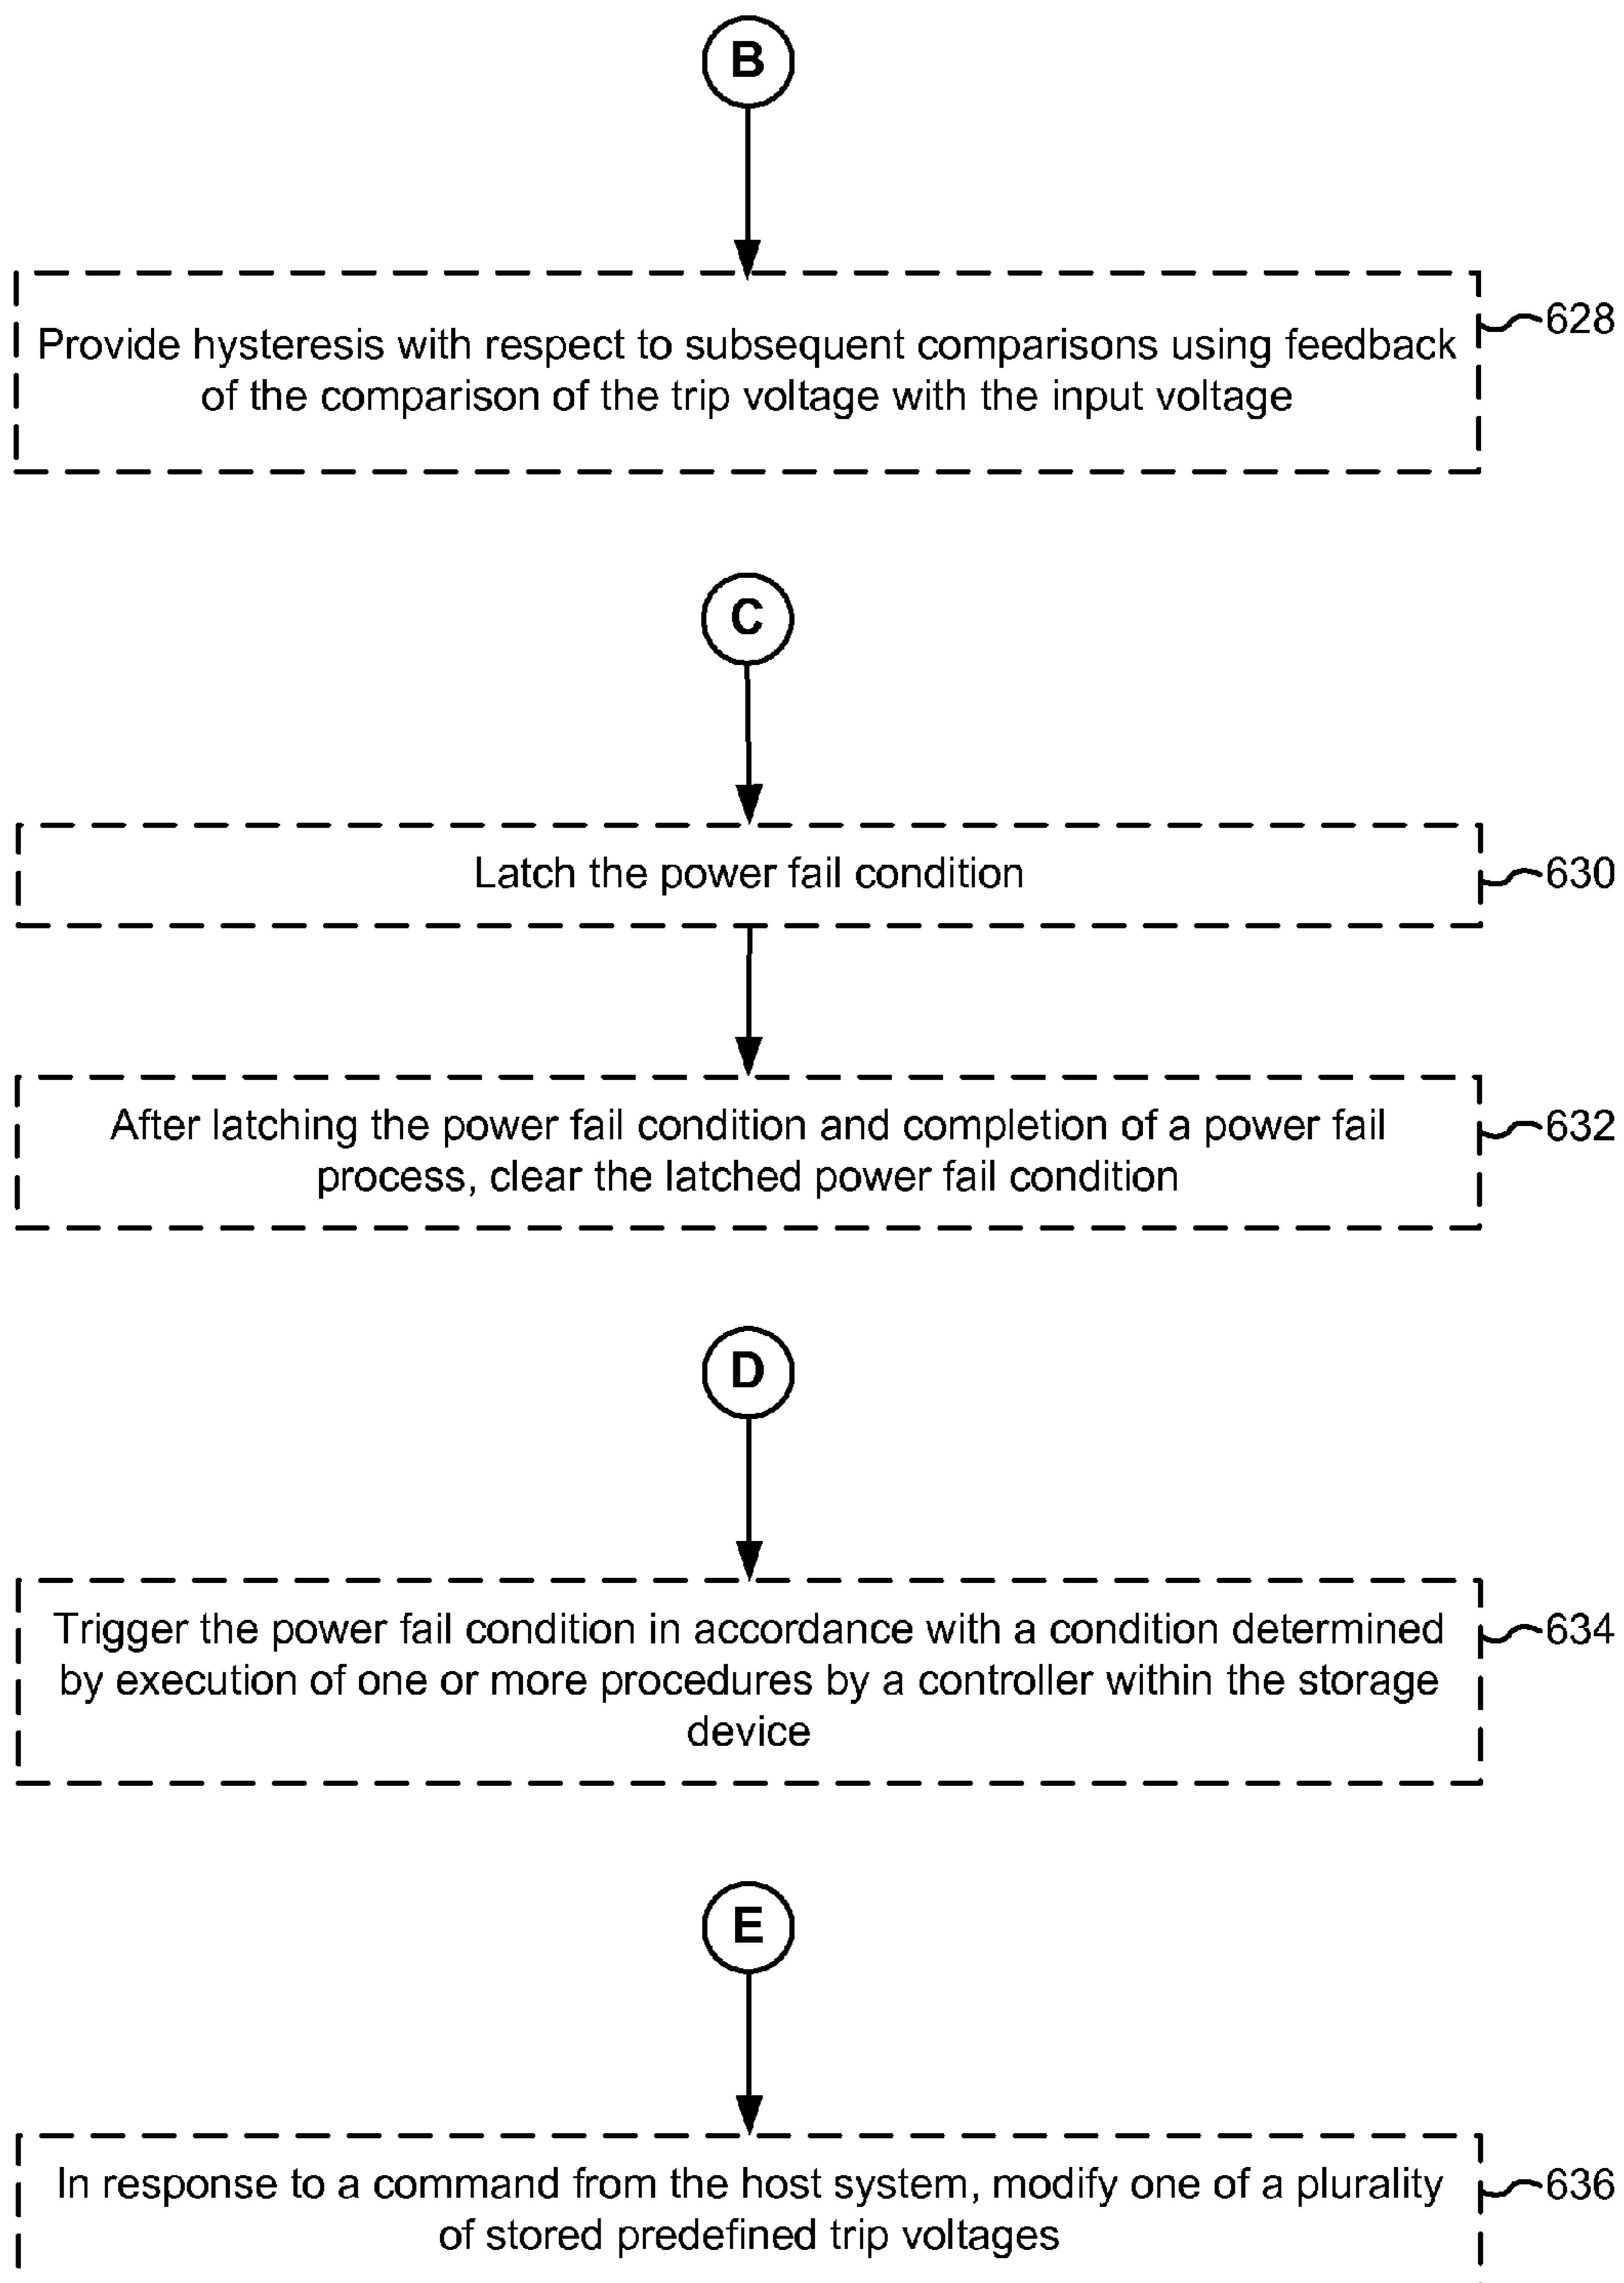 B
Provide hysteresis with respect to subsequent comparisons using feedback
of the comparison of the trip voltage with the input voltage
628
C
Latch the power fail condition
630
After latching the power fail condition and completion of a power fail
process, clear the latched power fail condition
632
D
Trigger the power fail condition in accordance with a condition determined
by execution of one or more procedures by a controller within the storage
device
634
E
In response to a command from the host system, modify one of a plurality
of stored predefined trip voltages
636